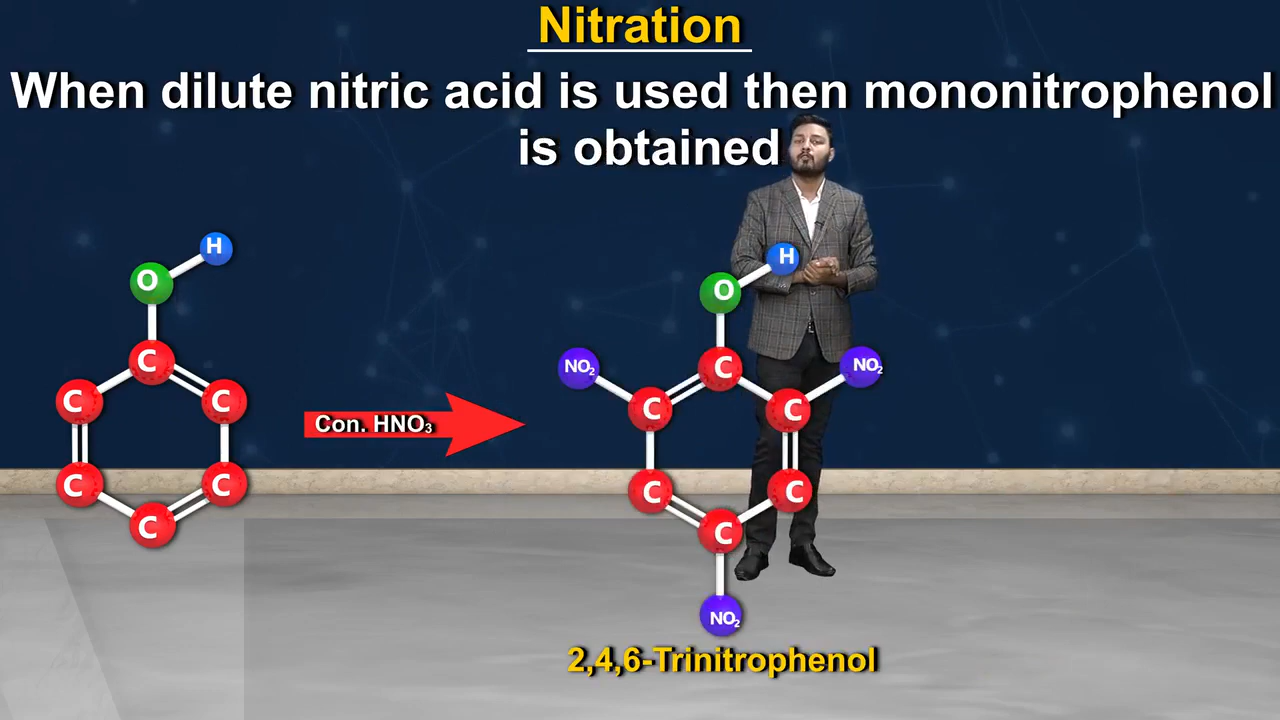 Nitration
When dilute nitric acid is used then mononitrophenol
is obtained
H
O
C
C
C
C
C
C
Con. HNO₃
H
O
NO₂
NO₂
C
C
C
C
C
C
NO₂
2,4,6-Trinitrophenol